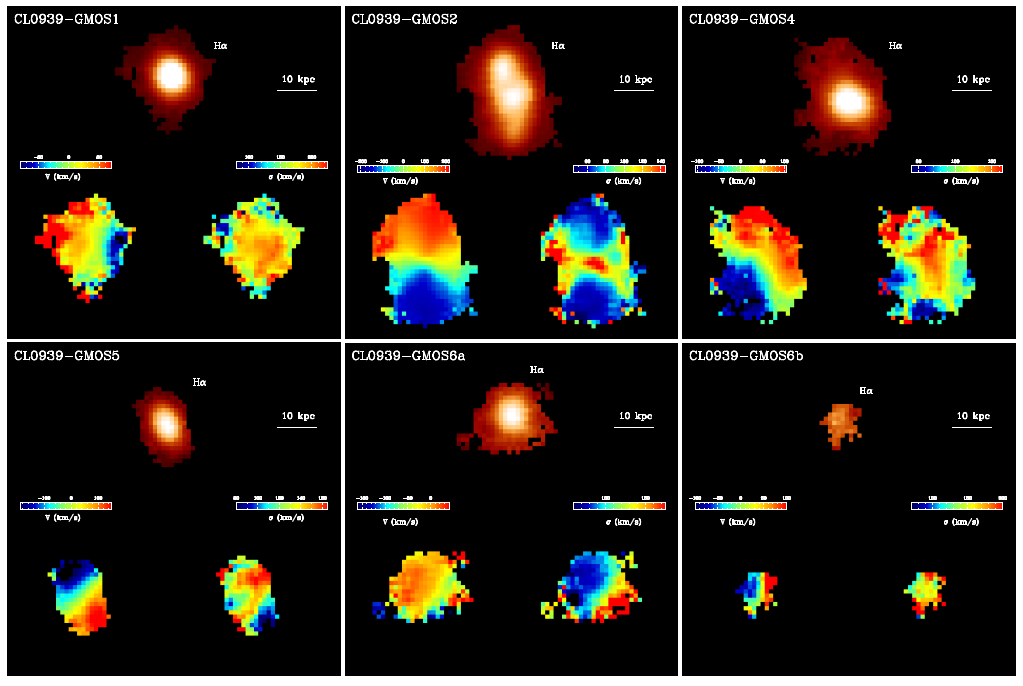 CL0939-GMOS1
Hα
10 kpc
V (km/s)
σ (km/s)
CL0939-GMOS2
Hα
10 kpc
V (km/s)
σ (km/s)
CL0939-GMOS4
Hα
10 kpc
V (km/s)
σ (km/s)
CL0939-GMOS5
Hα
10 kpc
V (km/s)
σ (km/s)
CL0939-GMOS6a
Hα
10 kpc
V (km/s)
σ (km/s)
CL0939-GMOS6b
Hα
10 kpc
V (km/s)
σ (km/s)